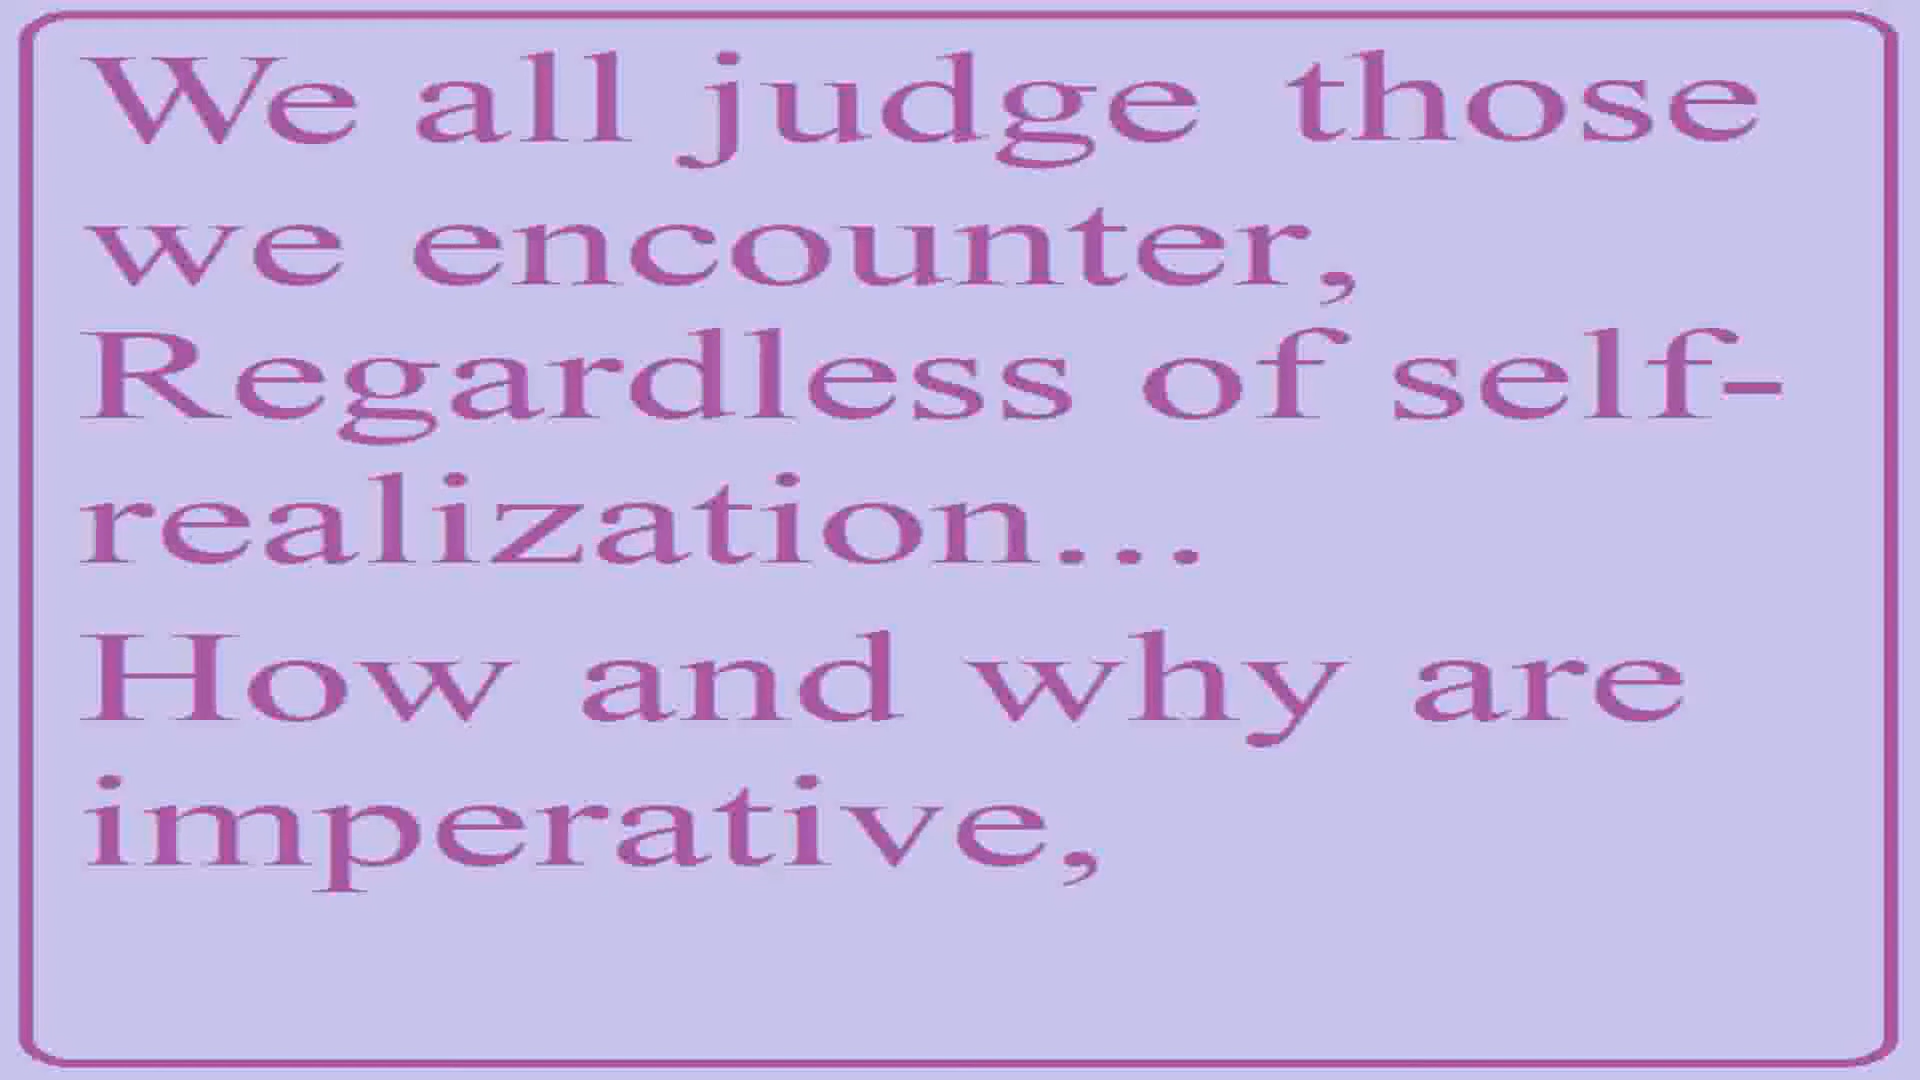 We all judge those
we encounter,
Regardless of self-
realization...
How and why are
imperative,